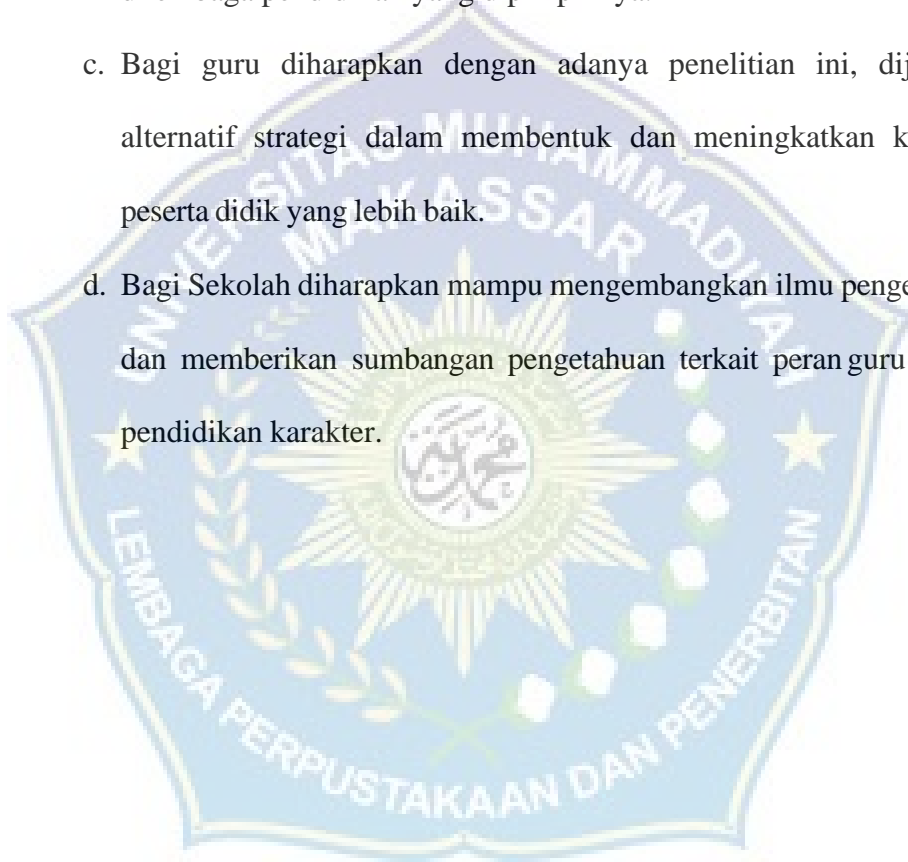 c. Bagi guru diharapkan dengan adanya penelitian ini,
alternatif strategi dalam membentuk dan meningkatkan
peserta didik yang lebih baik.
d. Bagi Sekolah diharapkan mampu mengembangkan ilmu
dan memberikan sumbangan pengetahuan terkait peran guru
pendidikan karakter.
UNIVERSITAS MUHAMMADIYAH
MAKASSAR
LEMBAGA PERPUSTAKAAN DAN PENERBITAN